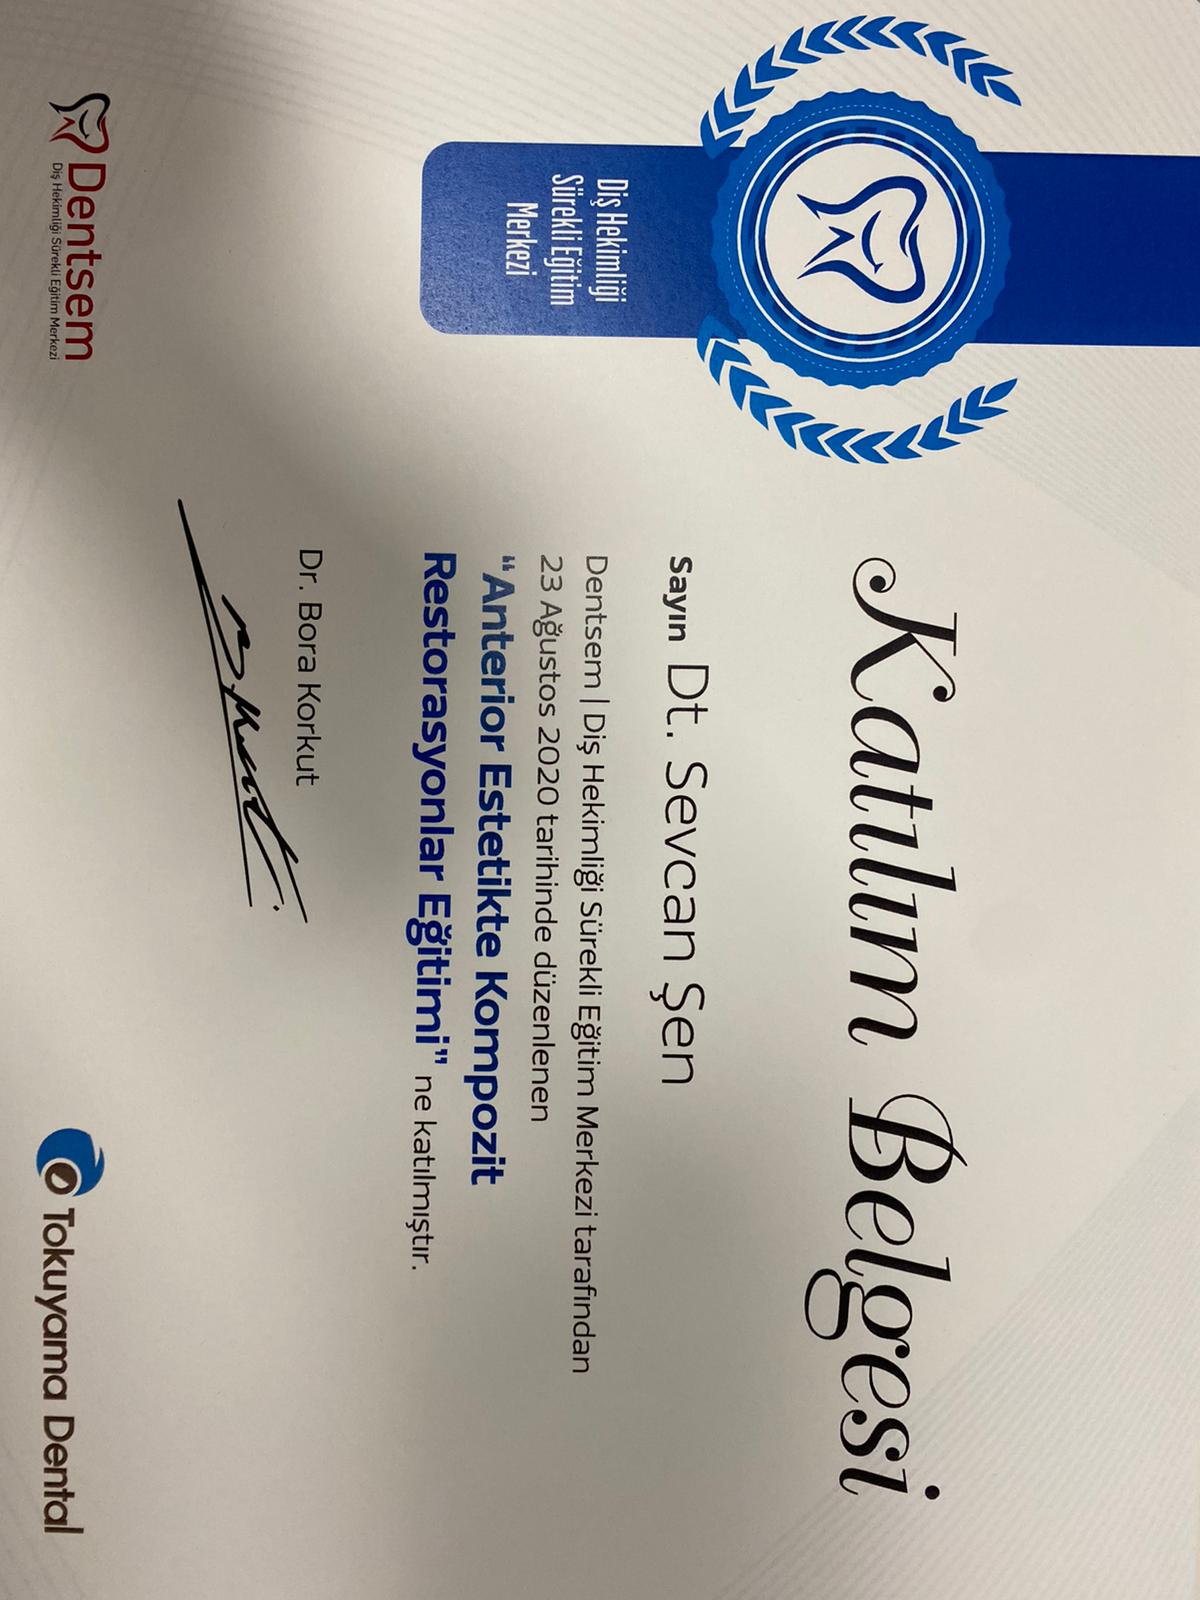 Katılım Belgesi
Diş Hekimliği
Sürekli Eğitim
Merkezi
Sayın Dt. Sevcan Şen
Dentsem | Diş Hekimliği Sürekli Eğitim Merkezi tarafından
23 Ağustos 2020 tarihinde düzenlenen
“Anterior Estetikte Kompozit
Restorasyonlar Eğitimi” ne katılmıştır.
Dr. Bora Korkut
Dentsem
Diş Hekimliği Sürekli Eğitim Merkezi
Tokuyama Dental